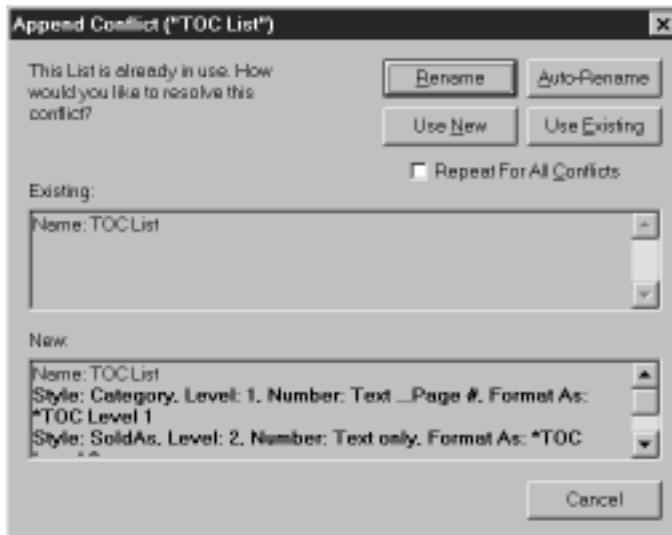 Append Conflict ("TOC List")
This List is already in use. How
would you like to resolve this
conflict?
Rename
Auto-Rename
Use New
Use Existing
Repeat For All Conflicts
Existing:
Name: TOC List
New:
Name: TOC List
Style: Category, Level: 1, Number: Text ...Page #, Format As:
*TOC Level 1
Style: SoldAs, Level: 2, Number: Text only, Format As: *TOC
Cancel